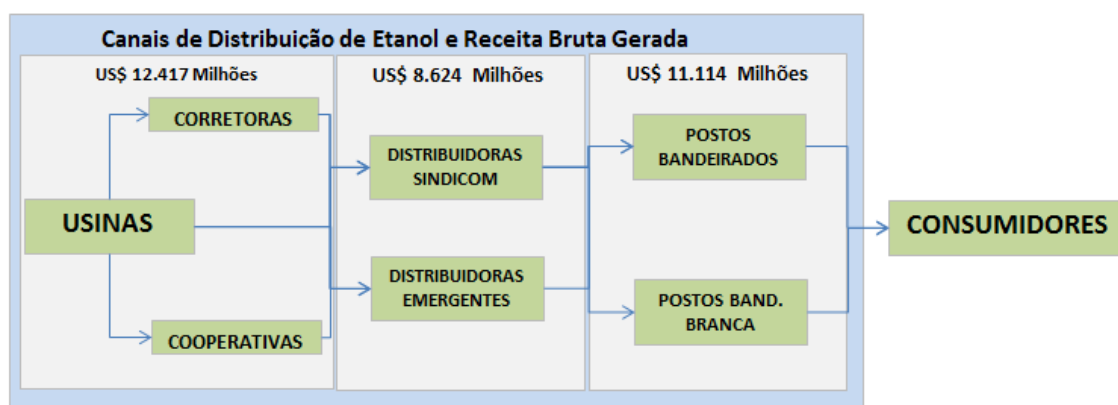 Canais de Distribuição de Etanol e Receita Bruta Gerada
US$ 12.417 Milhões
US$ 8.624 Milhões
US$ 11.114 Milhões
CORRETORAS
USINAS
COOPERATIVAS
DISTRIBUIDORAS
SINDICOM
DISTRIBUIDORAS
EMERGENTES
POSTOS
BANDEIRADOS
POSTOS BAND.
BRANCA
CONSUMIDORES